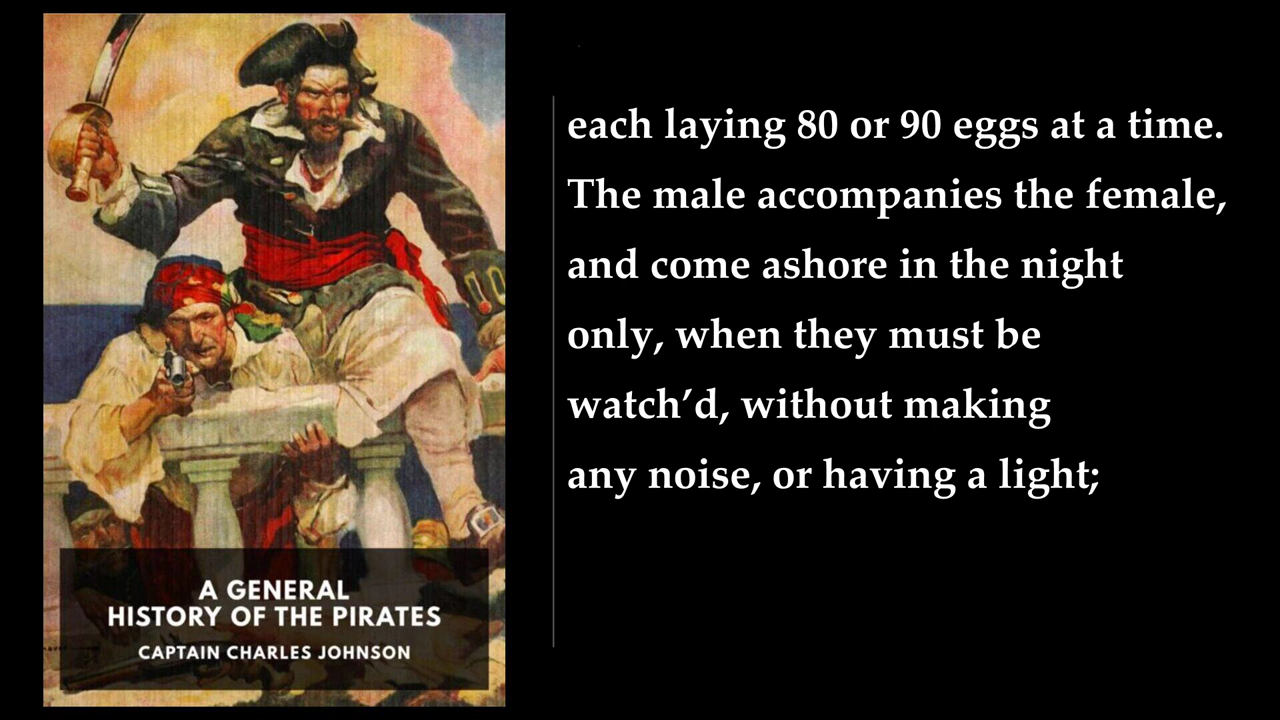 each laying 80 or 90 eggs at a time.
The male accompanies the female,
and come ashore in the night
only, when they must be
watch’d, without making
any noise, or having a light;
A GENERAL
HISTORY OF THE PIRATES
CAPTAIN CHARLES JOHNSON